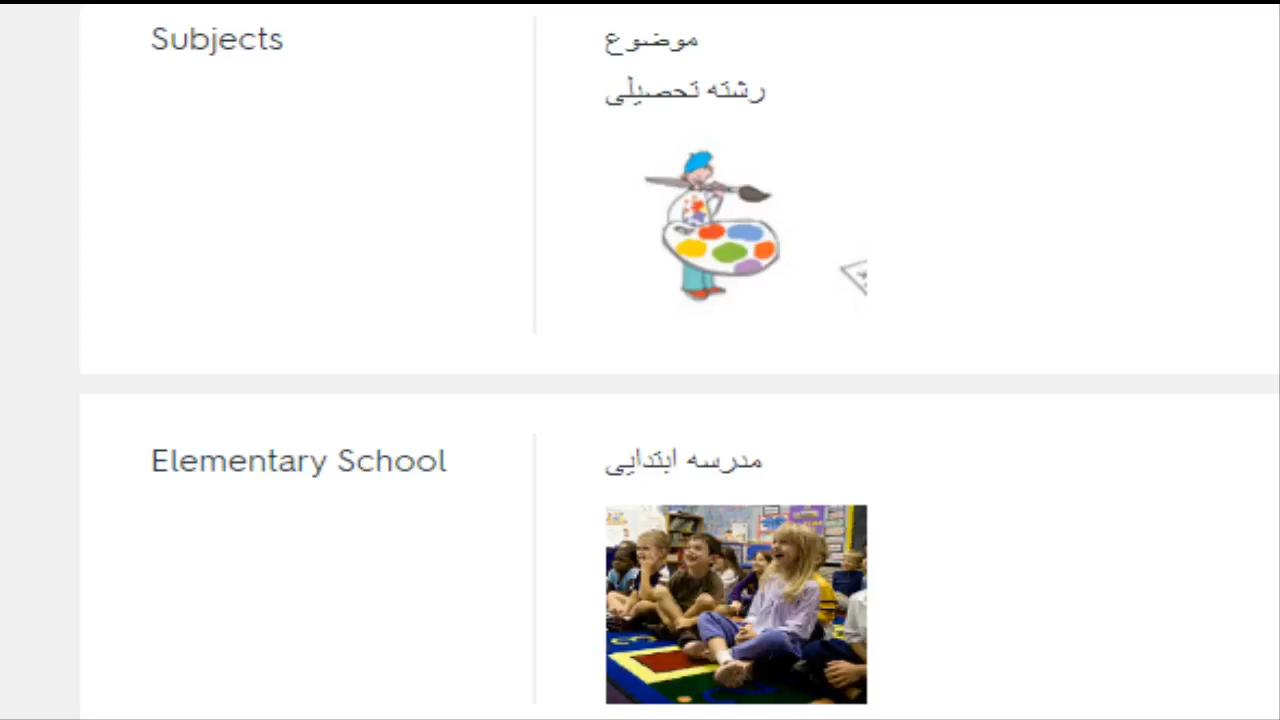 Subjects
موضوع
رشته تحصیلی
Elementary School
مدرسه ابتدایی